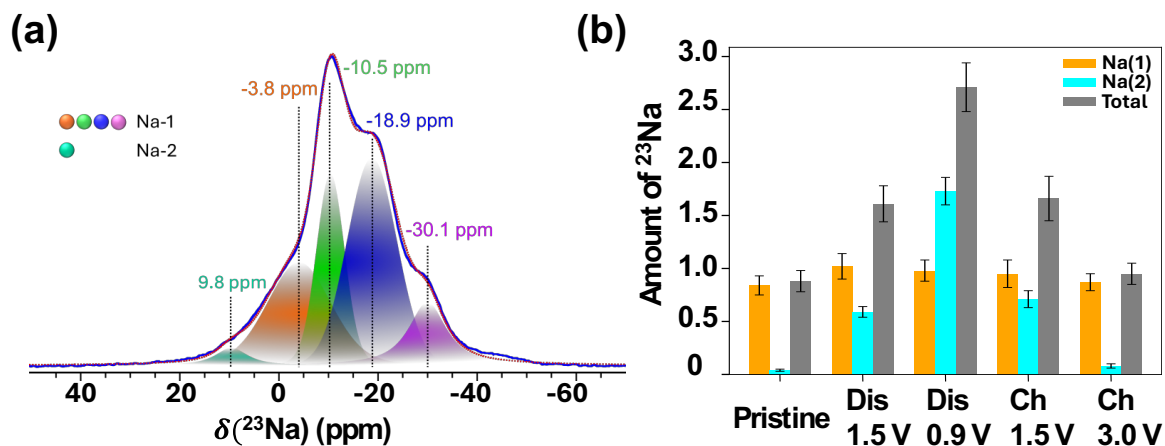 (a)
-10.5 ppm
-3.8 ppm
-18.9 ppm
-30.1 ppm
9.8 ppm
Na-1
Na-2
20 0 -20 -40 -60
δ(²³Na) (ppm)
(b)
Amount of ²³Na
3.0
2.5
2.0
1.5
1.0
0.5
0
Na(1)
Na(2)
Total
Pristine
Dis
1.5 V
Dis
0.9 V
Ch
1.5 V
Ch
3.0 V